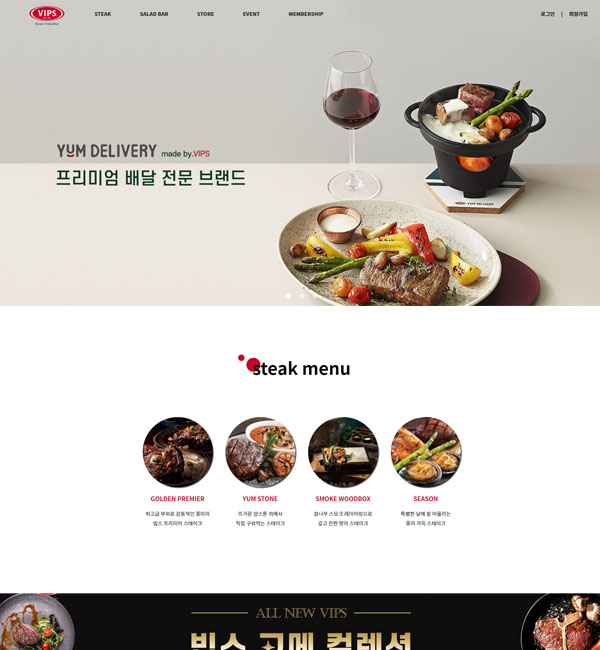 VIPS
STEAK
SALAD BAR
STORE
EVENT
MEMBERSHIP
로그인 | 회원가입
YUM DELIVERY made by.VIPS
프리미엄 배달 전문 브랜드
YUM DELIVERY
steak menu
GOLDEN PREMIER
최고급 부위로 감동적인 풍미의
빕스 프리미어 스테이크
YUM STONE
뜨거운 얌스톤 위에서
직접 구워먹는 스테이크
SMOKE WOODBOX
참나무 스모크 레이어링으로
깊고 진한 향의 스테이크
SEASON
특별한 날에 잘 어울리는
풍미 가득 스테이크
ALL NEW VIPS
빕스 고메 컬렉션